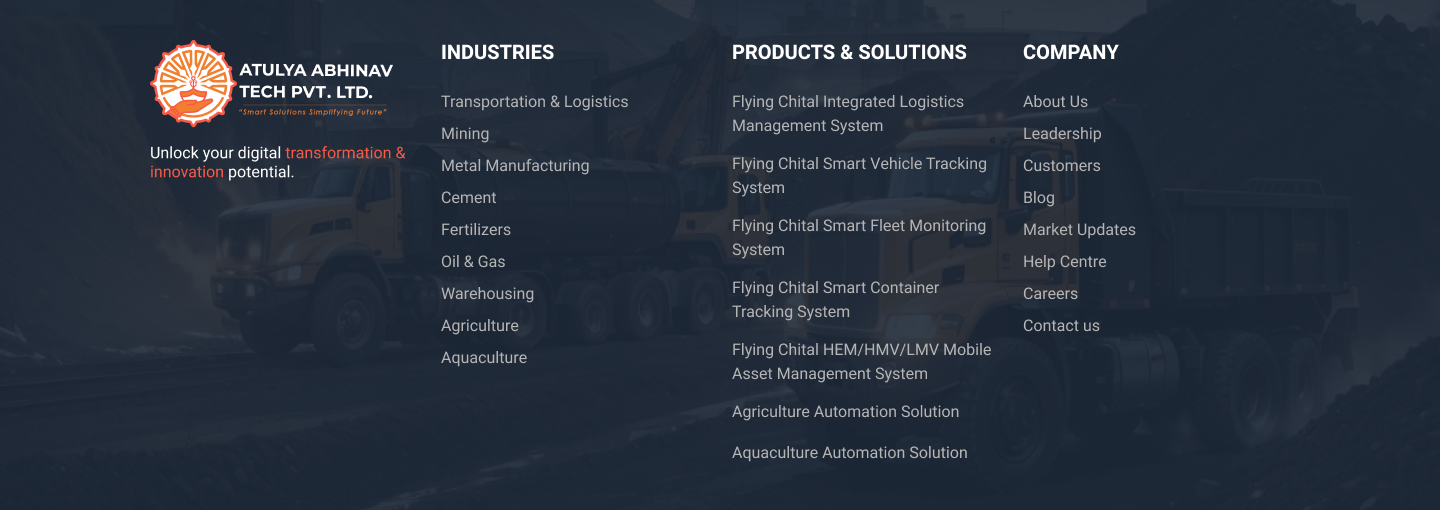 ATULYA ABHINAV
TECH PVT. LTD.
"Smart Solutions Simplifying Future"
Unlock your digital transformation &
innovation potential.
INDUSTRIES
Transportation & Logistics
Mining
Metal Manufacturing
Cement
Fertilizers
Oil & Gas
Warehousing
Agriculture
Aquaculture
PRODUCTS & SOLUTIONS
Flying Chital Integrated Logistics
Management System
Flying Chital Smart Vehicle Tracking
System
Flying Chital Smart Fleet Monitoring
System
Flying Chital Smart Container
Tracking System
Flying Chital HEM/HMV/LMV Mobile
Asset Management System
Agriculture Automation Solution
Aquaculture Automation Solution
COMPANY
About Us
Leadership
Customers
Blog
Market Updates
Help Centre
Careers
Contact us